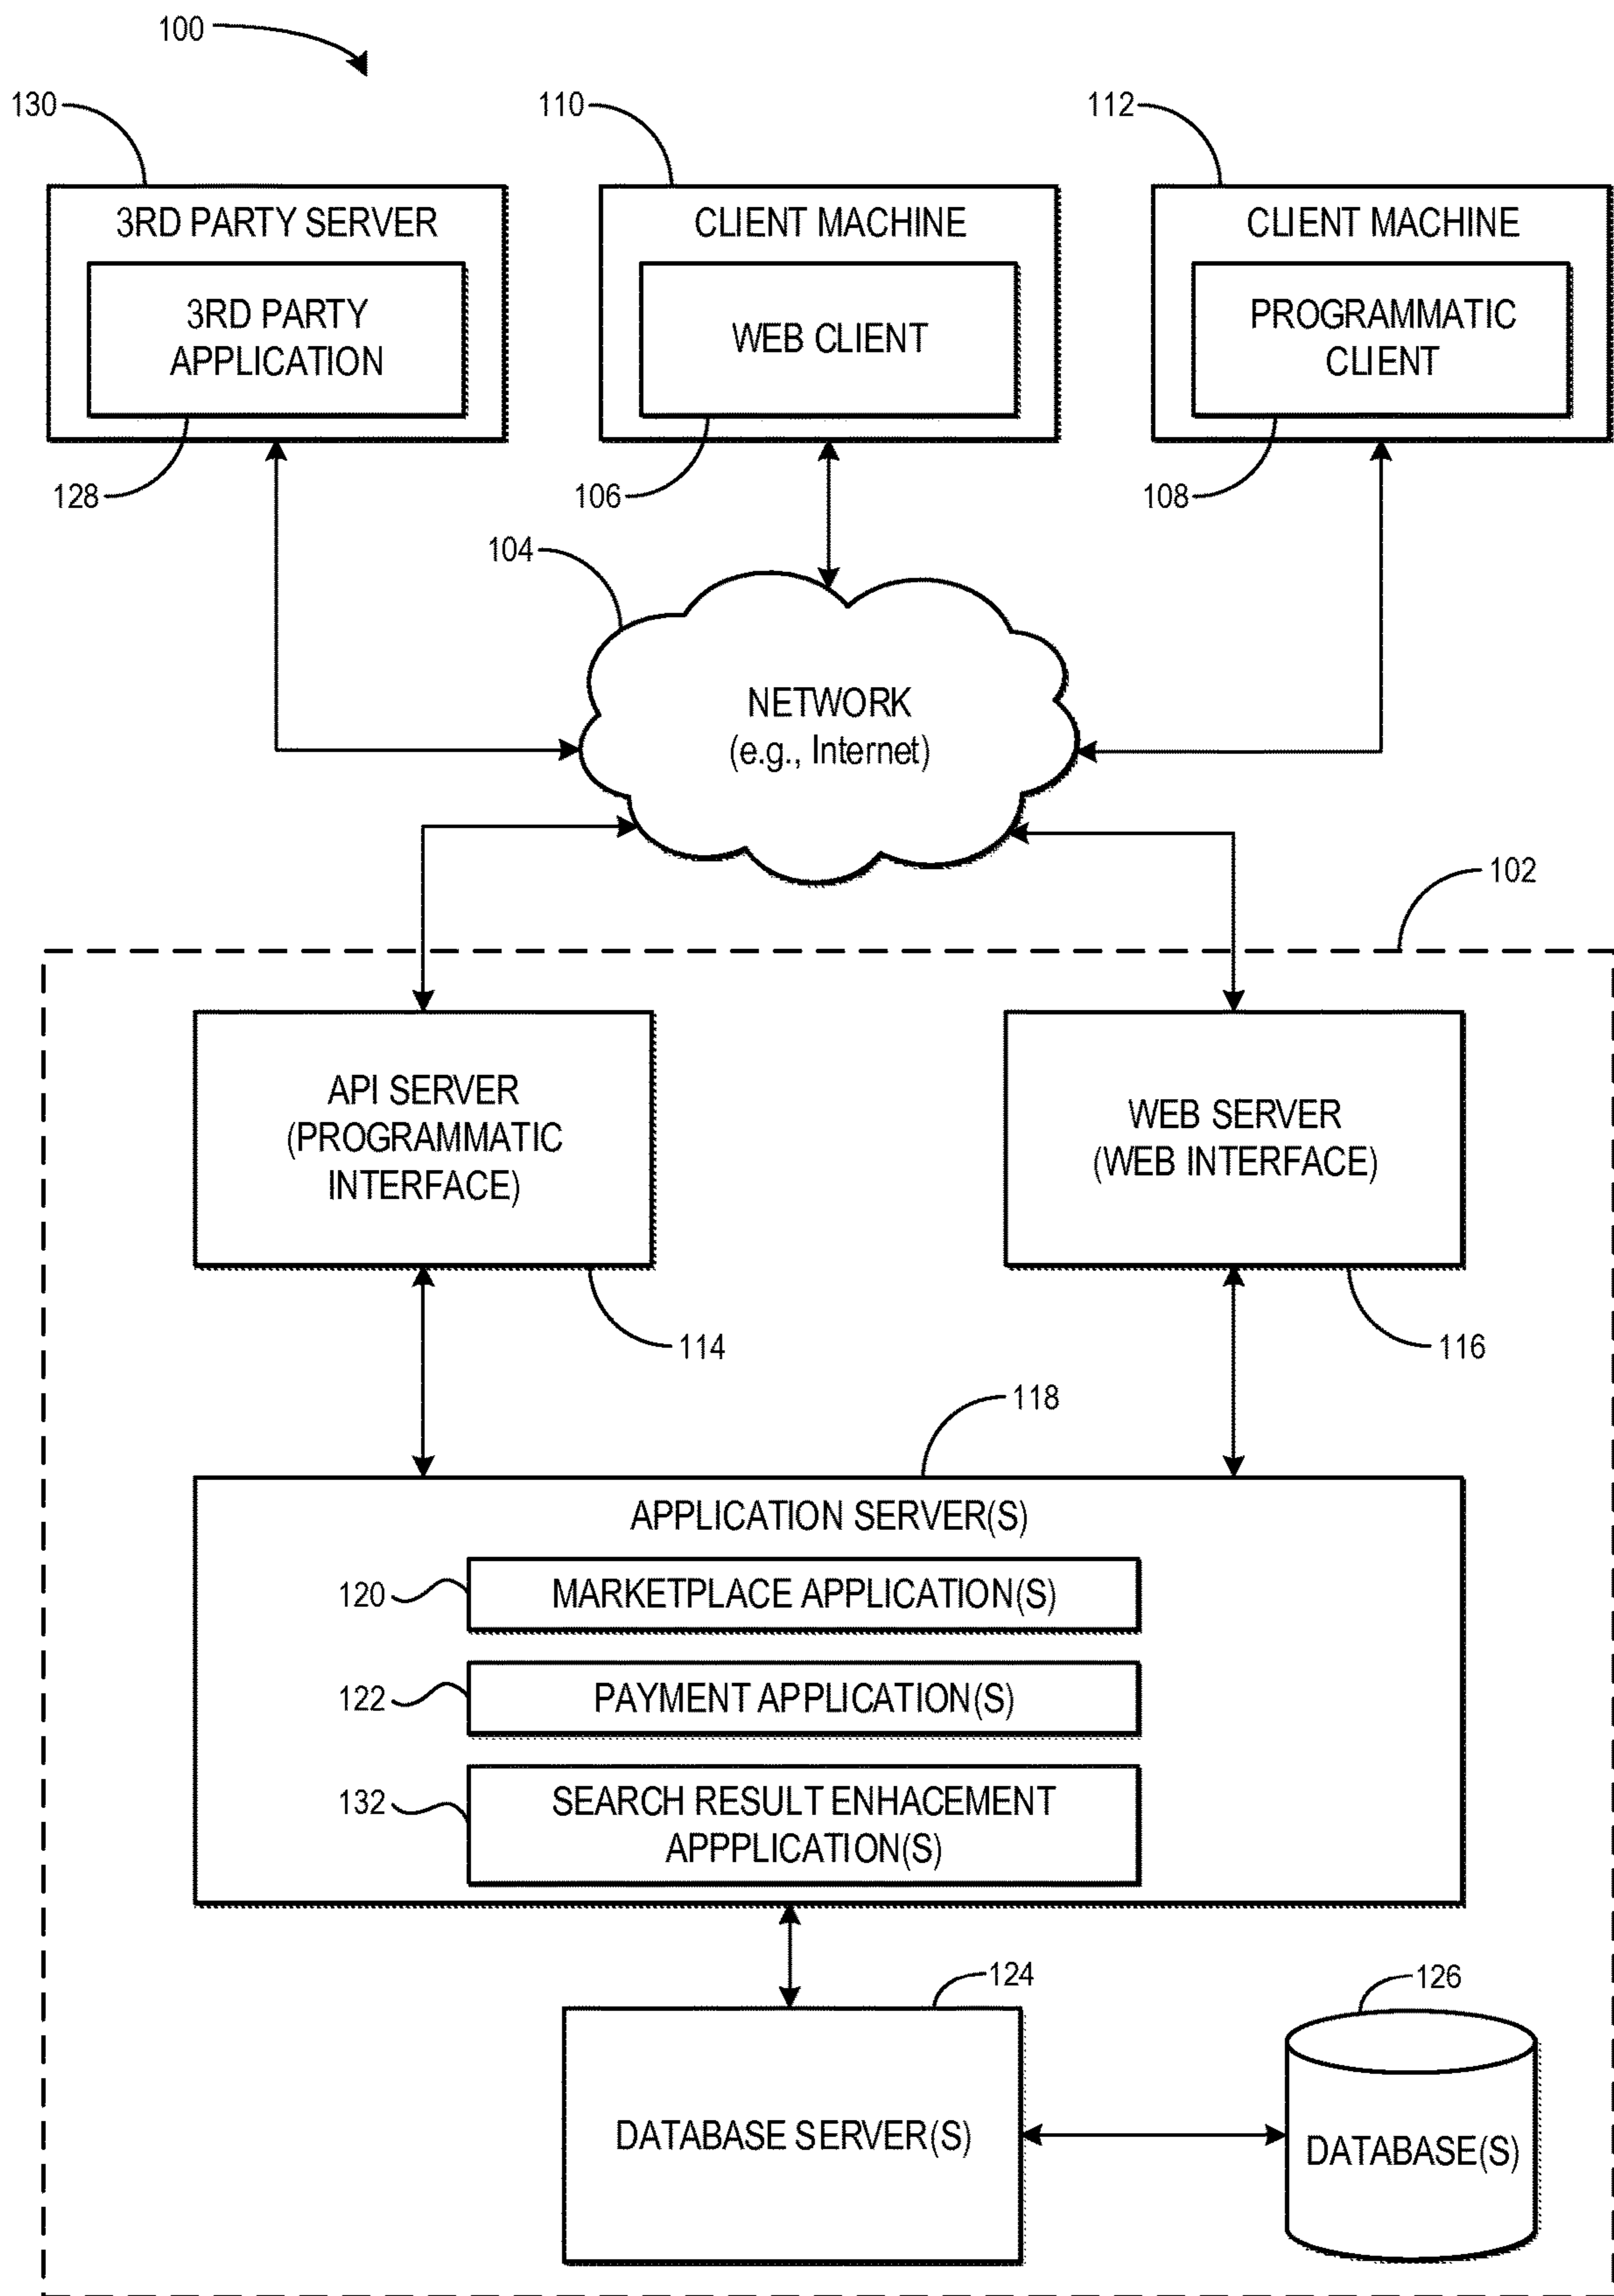 100
130
110
112
3RD PARTY SERVER
CLIENT MACHINE
CLIENT MACHINE
3RD PARTY
APPLICATION
WEB CLIENT
PROGRAMMATIC
CLIENT
128
106
108
104
NETWORK
(e.g., Internet)
102
API SERVER
(PROGRAMMATIC
INTERFACE)
WEB SERVER
(WEB INTERFACE)
114
116
118
APPLICATION SERVER(S)
120
MARKETPLACE APPLICATION(S)
122
PAYMENT APPLICATION(S)
132
SEARCH RESULT ENHACEMENT
APPPLICATION(S)
124
126
DATABASE SERVER(S)
DATABASE(S)